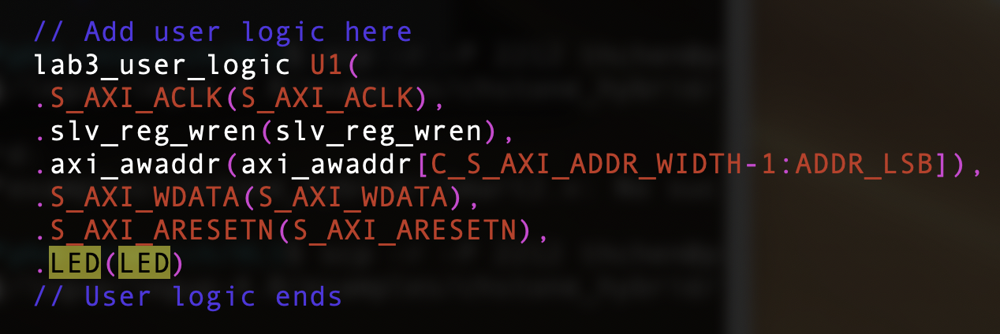 // Add user logic here
lab3_user_logic U1(
.S_AXI_ACLK(S_AXI_ACLK),
.slv_reg_wren(slv_reg_wren),
.axi_awaddr(axi_awaddr[C_S_AXI_ADDR_WIDTH-1:ADDR_LSB]),
.S_AXI_WDATA(S_AXI_WDATA),
.S_AXI_ARESETN(S_AXI_ARESETN),
.LED(LED)
// User logic ends